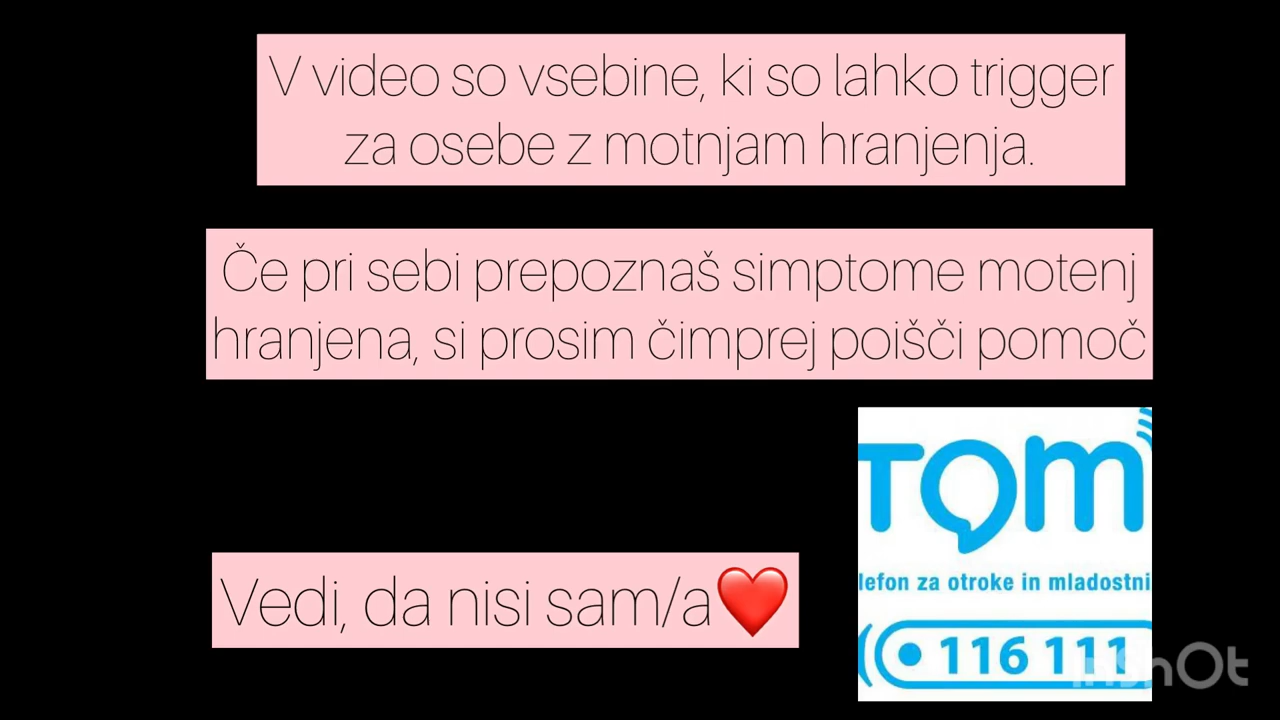 V video so vsebine, ki so lahko trigger
za osebe z motnjam hranjenja.
Če pri sebi prepoznaš simptome motenj
hranjena, si prosim čimprej poišči pomoč
Vedi, da nisi sam/a❤️
TOM
lefon za otroke in mladostni
116 111
InShOt